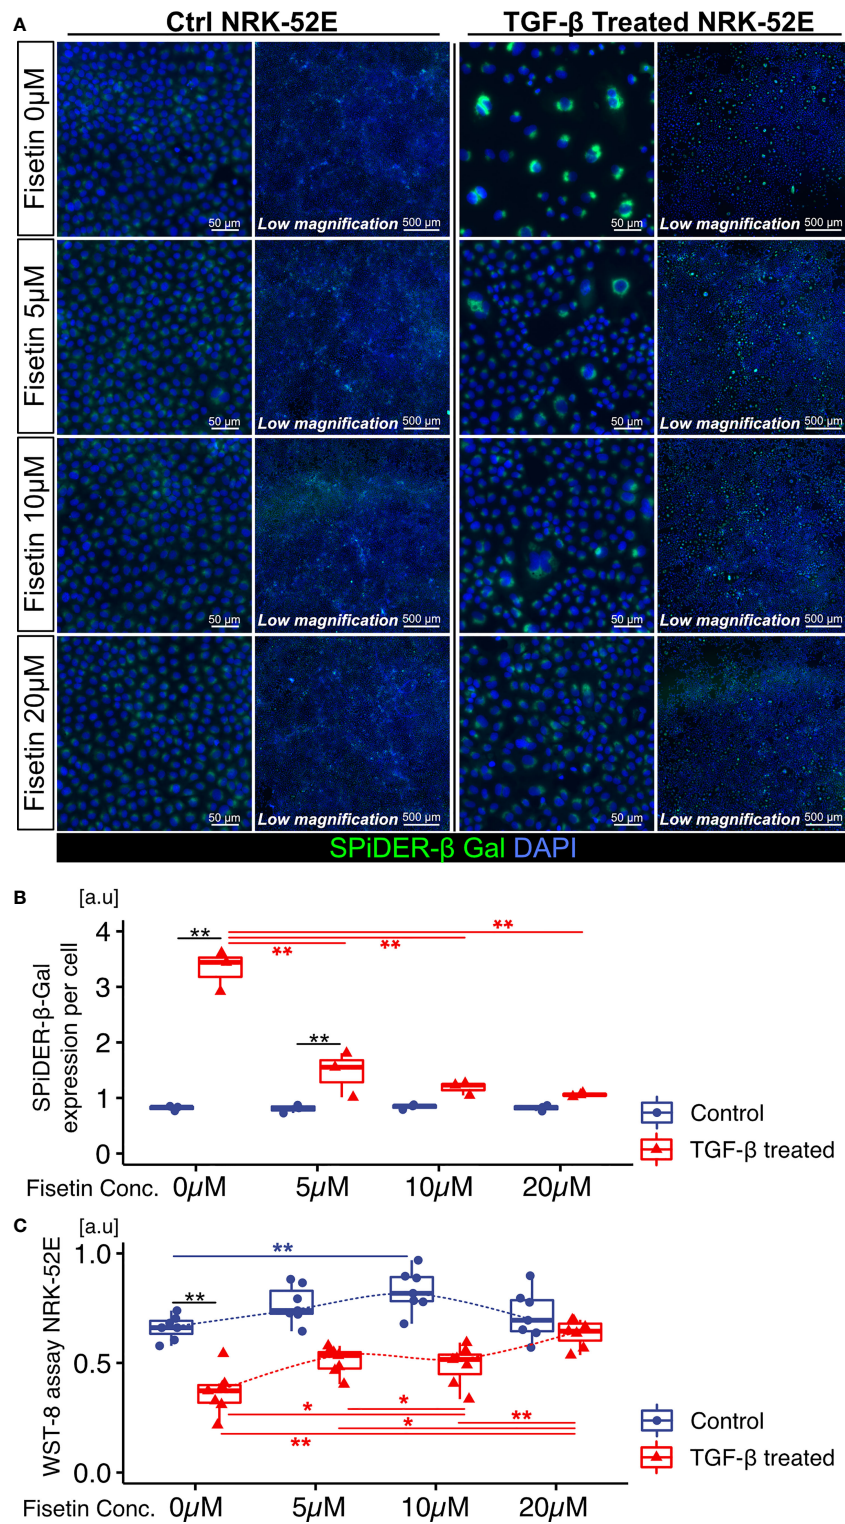 A
Ctrl NRK-52E
TGF-β Treated NRK-52E
Fisetin 0µM
50 µm
Low magnification 500 µm
50 µm
Low magnification 500 µm
Fisetin 5µM
50 µm
Low magnification 500 µm
50 µm
Low magnification 500 µm
Fisetin 10µM
50 µm
Low magnification 500 µm
50 µm
Low magnification 500 µm
Fisetin 20µM
50 µm
Low magnification 500 µm
50 µm
Low magnification 500 µm
SPiDER-β Gal DAPI
B
[a.u]
SPiDER-β-Gal
expression per cell
4
3
2
1
0
**
**
**
**
**
Control
TGF-β treated
Fisetin Conc. 0µM 5µM 10µM 20µM
C
[a.u]
WST-8 assay NRK-52E
1.0
0.5
0.0
**
**
*
*
*
**
**
Control
TGF-β treated
Fisetin Conc. 0µM 5µM 10µM 20µM